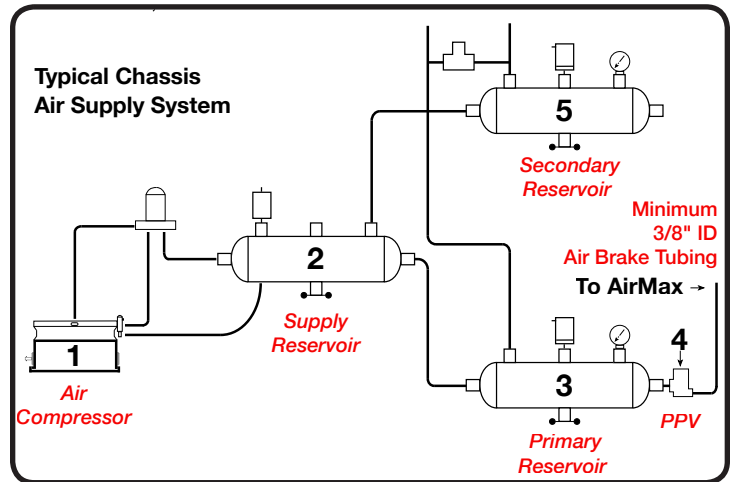 Typical Chassis
Air Supply System
5
Secondary
Reservoir
Minimum
3/8" ID
Air Brake Tubing
To AirMax →
2
Supply
Reservoir
1
Air
Compressor
4
3
PPV
Primary
Reservoir